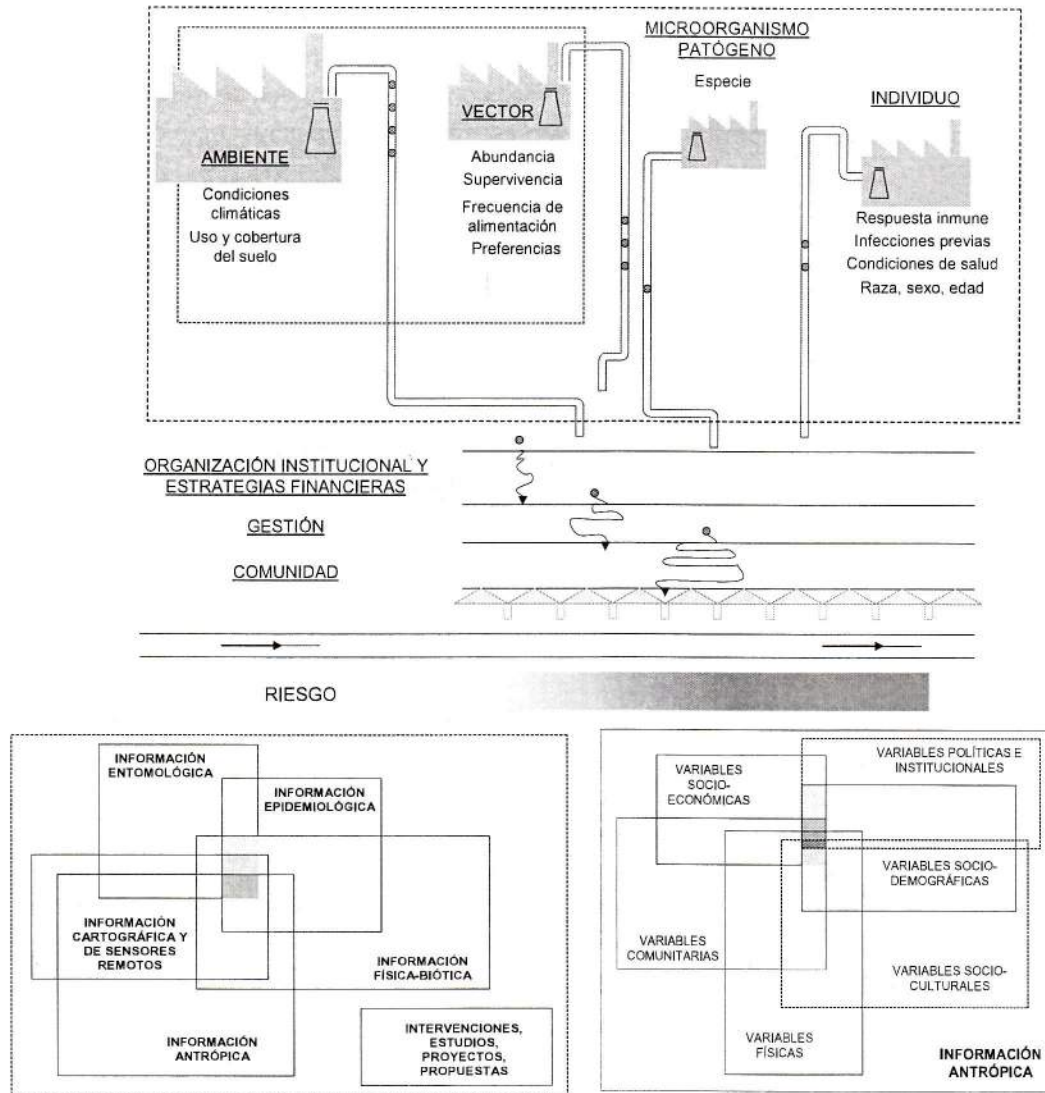 MICROORGANISMO
PATÓGENO
Especie
INDIVIDUO
VECTOR
AMBIENTE
Abundancia
Supervivencia
Frecuencia de
alimentación
Preferencias
Condiciones
climáticas
Uso y cobertura
del suelo
Respuesta inmune
Infecciones previas
Condiciones de salud
Raza, sexo, edad
ORGANIZACIÓN INSTITUCIONAL Y
ESTRATEGIAS FINANCIERAS
GESTIÓN
COMUNIDAD
RIESGO
INFORMACIÓN
ENTOMOLÓGICA
INFORMACIÓN
EPIDEMIOLÓGICA
INFORMACIÓN
CARTOGRÁFICA Y
DE SENSORES
REMOTOS
INFORMACIÓN
FÍSICA-BIÓTICA
INFORMACIÓN
ANTRÓPICA
INTERVENCIONES,
ESTUDIOS,
PROYECTOS,
PROPUESTAS
VARIABLES POLÍTICAS E
INSTITUCIONALES
VARIABLES
SOCIO-
ECONÓMICAS
VARIABLES SOCIO-
DEMOGRÁFICAS
VARIABLES
COMUNITARIAS
VARIABLES SOCIO-
CULTURALES
VARIABLES
FÍSICAS
INFORMACIÓN
ANTRÓPICA